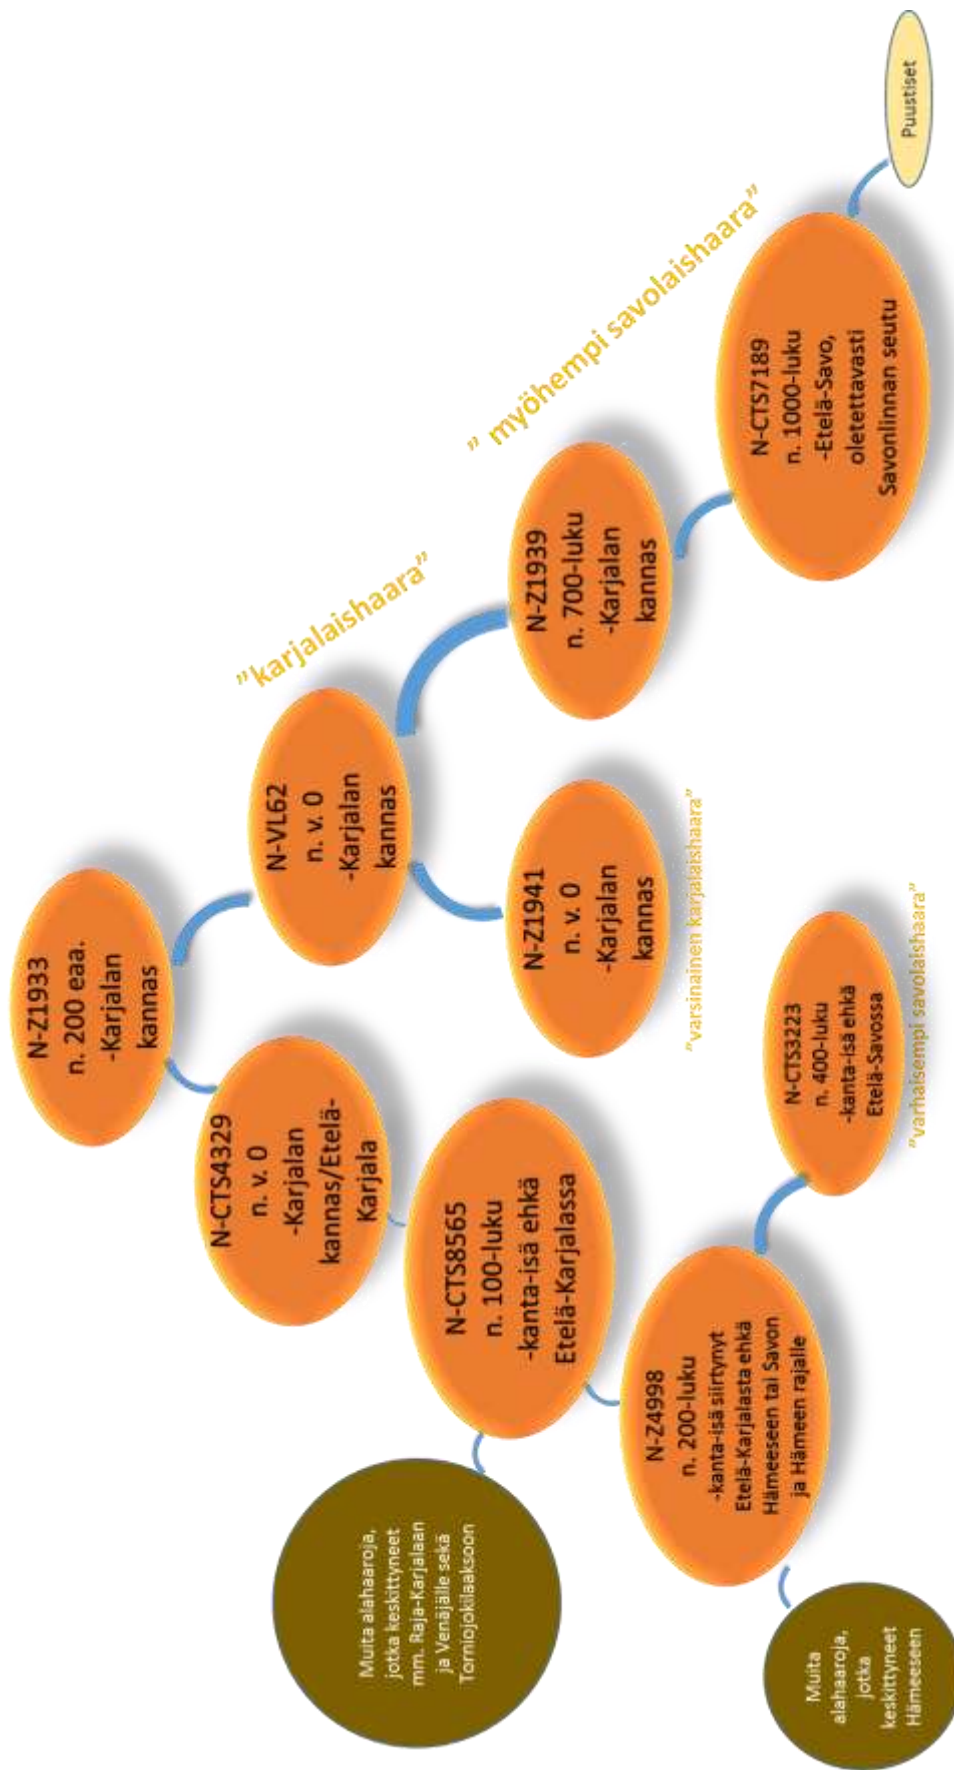 N-Z1933
n. 200 eaa.
-Karjalan
kannas
N-CTS4329
n. v. 0
-Karjalan
kannas/Etelä-
Karjala
N-VL62
n. v. 0
-Karjalan
kannas
"karjalaishaara"
Muita alahaaroja,
jotka keskittyneet
mm. Raja-Karjalaan
ja Venäjälle sekä
Torniojokilaaksoon
N-CTS8565
n. 100-luku
-kanta-isä ehkä
Etelä-Karjalassa
N-Z1941
n. v. 0
-Karjalan
kannas
"varsinainen karjalaishaara"
N-Z1939
n. 700-luku
-Karjalan
kannas
" myöhempi savolaishaara"
N-Z4998
n. 200-luku
-kanta-isä siirtynyt
Etelä-Karjalasta ehkä
Hämeeseen tai Savon
ja Hämeen rajalle
Muita
alahaaroja,
jotka
keskittyneet
Hämeeseen
N-CTS3223
n. 400-luku
-kanta-isä ehkä
Etelä-Savossa
"varhaisempi savolaishaara"
N-CTS7189
n. 1000-luku
-Etelä-Savo,
oletettavasti
Savonlinnan seutu
Puustiset